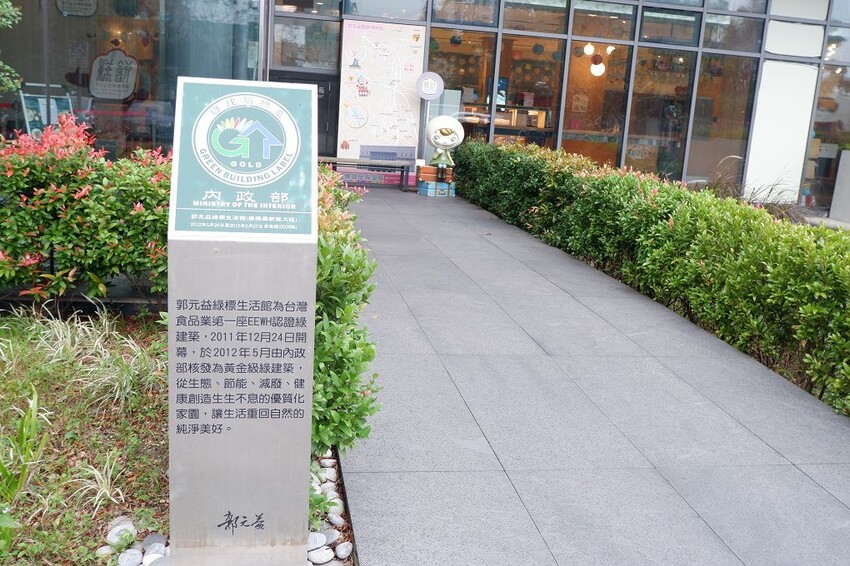 GOLD
GREEN BUILDING LABEL
內政部
MINISTRY OF THE INTERIOR
郭元益綠標生活館為台灣
食品業第一座EEWH認證綠
建築，2011年12月24日開
幕，於2012年5月由內政
部核發為黃金級綠建築，
從生態、節能、減廢、健
康創造生生不息的優質化
家園，讓生活重回自然的
純淨美好。
郭元益